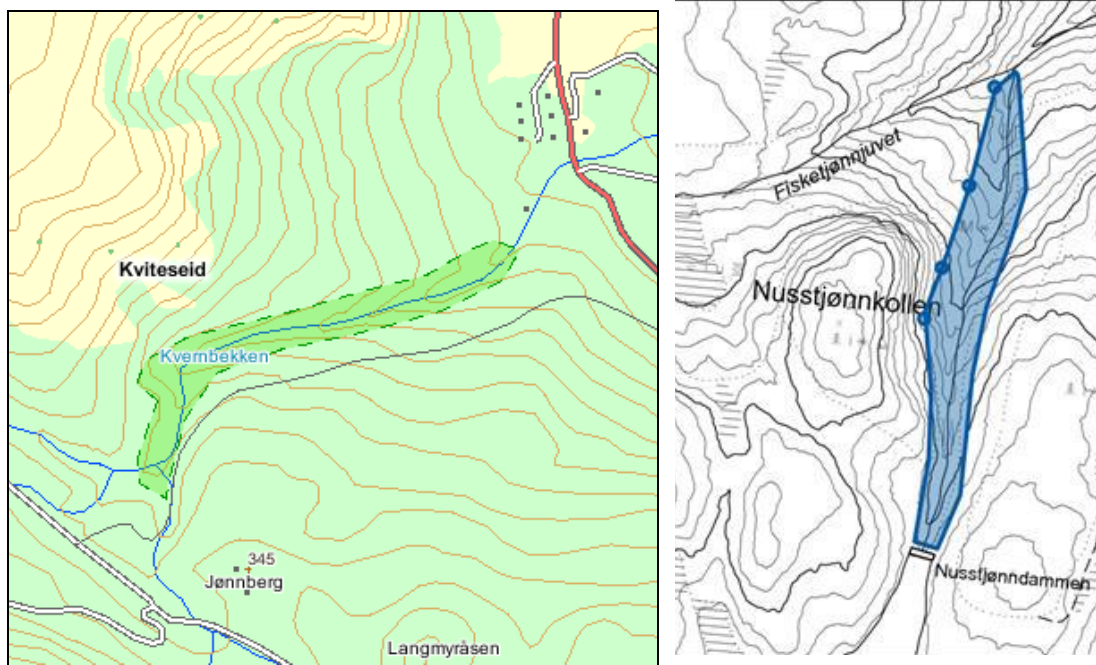 Kviteseid
Kvernbekken
345
Jønnberg
Langmyråsen
Fisketjønnjuvet
Nusstjønnkollen
Nusstjønndammen